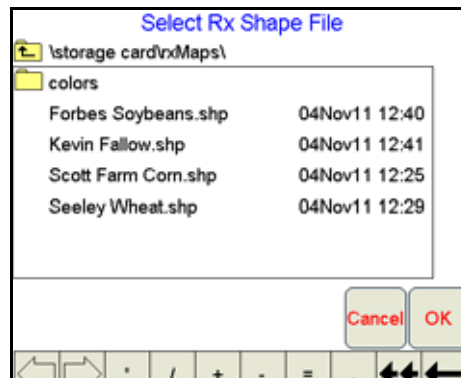 Select Rx Shape File
\storage card\rxMaps\
colors
Forbes Soybeans.shp 04Nov11 12:40
Kevin Fallow.shp 04Nov11 12:41
Scott Farm Corn.shp 04Nov11 12:25
Seeley Wheat.shp 04Nov11 12:29
Cancel OK
/ + - =